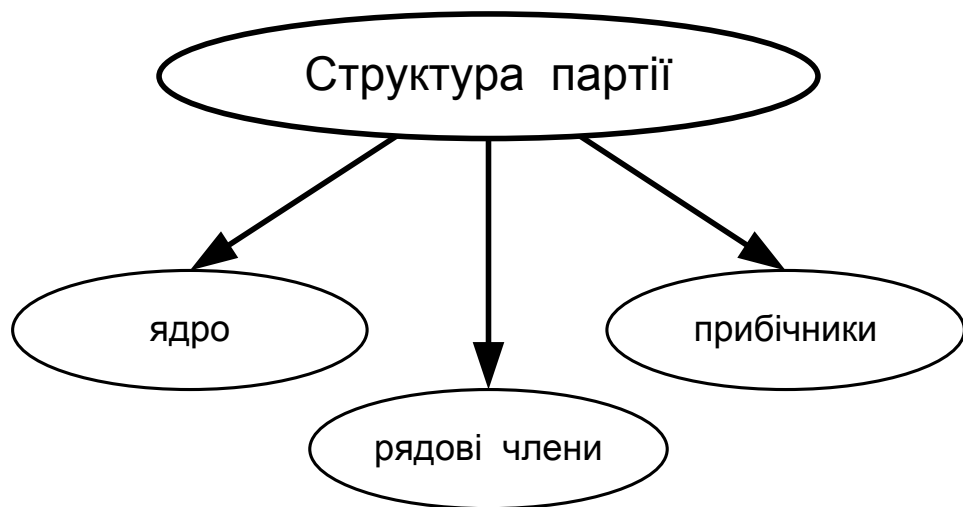 Структура партії
ядро
прибічники
рядові члени